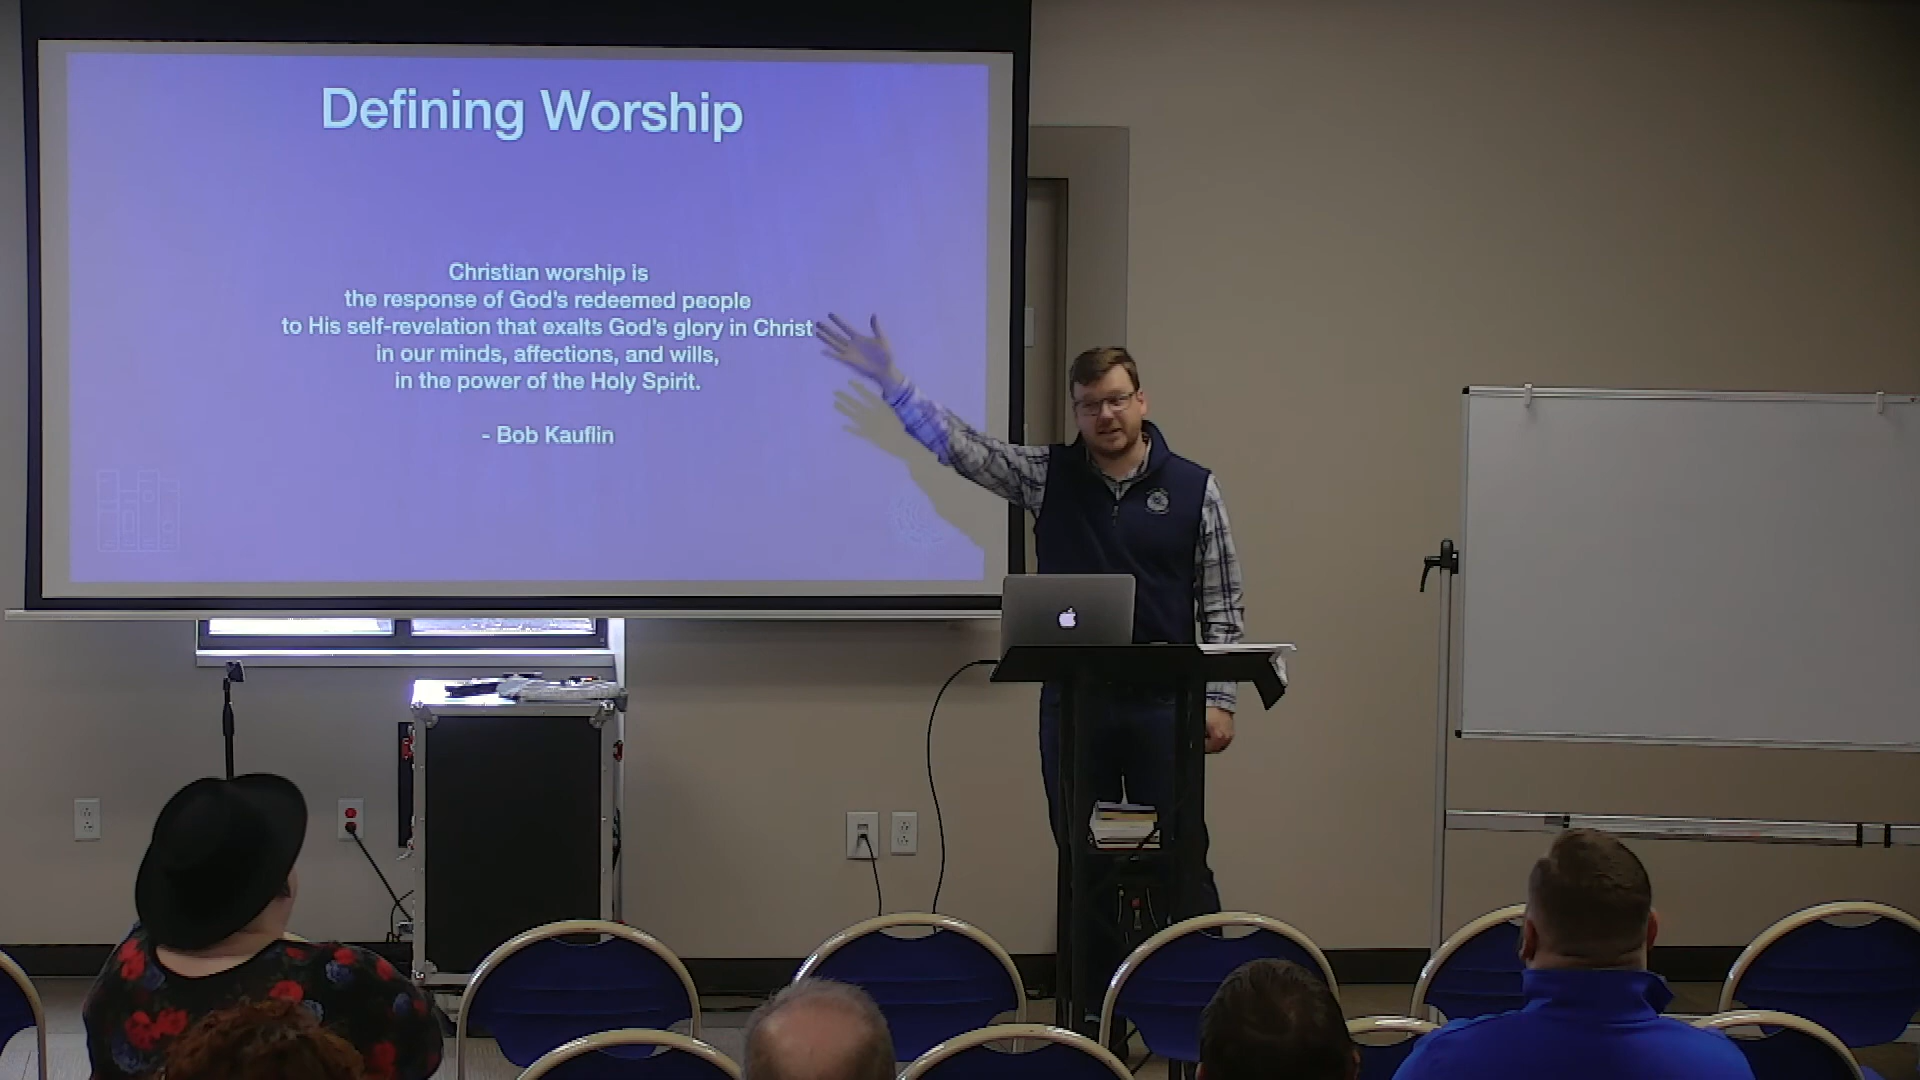 Defining Worship
Christian worship is
the response of God's redeemed people
to His self-revelation that exalts God's glory in Christ
in our minds, affections, and wills,
in the power of the Holy Spirit.
- Bob Kauflin